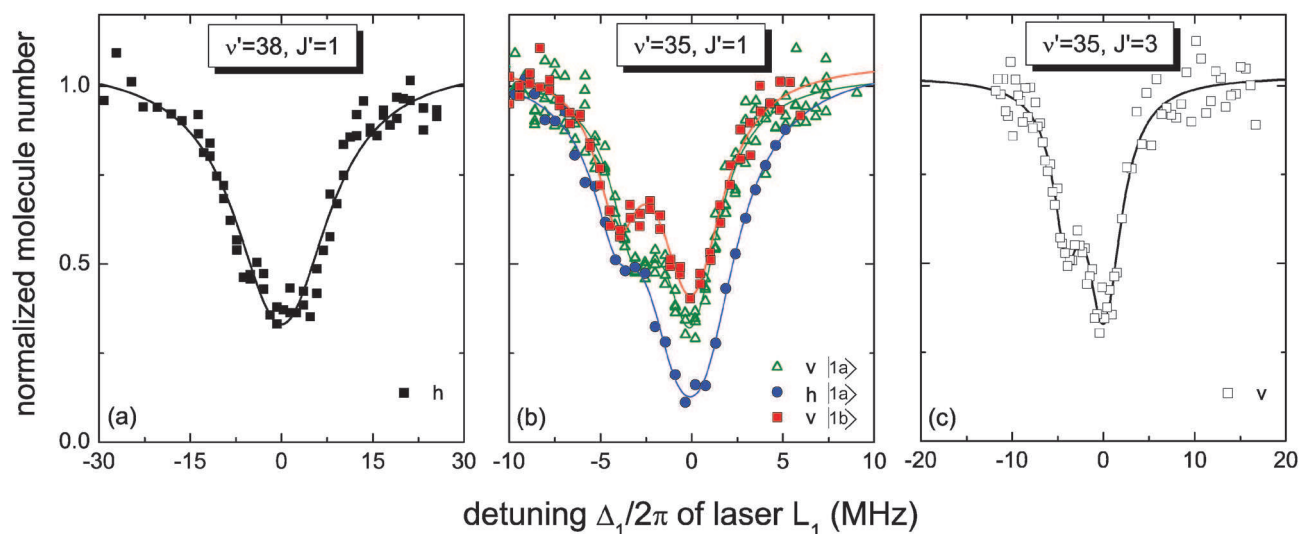 ν'=38, J'=1
ν'=35, J'=1
ν'=35, J'=3
normalized molecule number
1.0
0.5
0.0
(a)
h
(b)
v |1a>
h |1a>
v |1b>
(c)
v
-30 -15 0 15 30
-10 -5 0 5 10
-20 -10 0 10 20
detuning Δ₁/2π of laser L₁ (MHz)